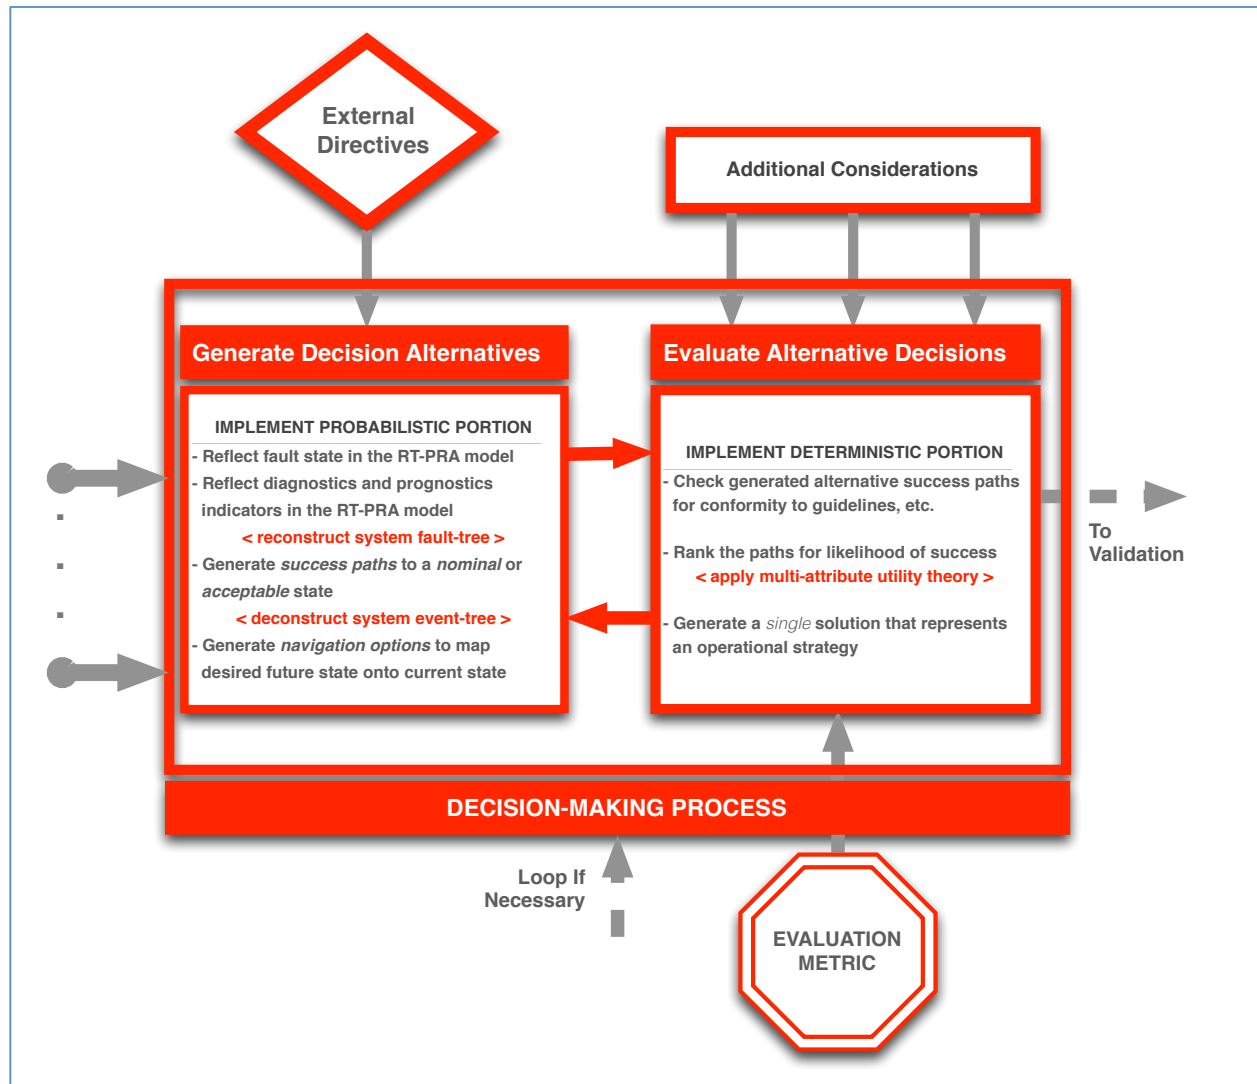 External
Directives
Additional Considerations
Generate Decision Alternatives
IMPLEMENT PROBABILISTIC PORTION
- Reflect fault state in the RT-PRA model
- Reflect diagnostics and prognostics
indicators in the RT-PRA model
< reconstruct system fault-tree >
- Generate success paths to a nominal or
acceptable state
< deconstruct system event-tree >
- Generate navigation options to map
desired future state onto current state
Evaluate Alternative Decisions
IMPLEMENT DETERMINISTIC PORTION
- Check generated alternative success paths
for conformity to guidelines, etc.
- Rank the paths for likelihood of success
< apply multi-attribute utility theory >
- Generate a single solution that represents
an operational strategy
To
Validation
DECISION-MAKING PROCESS
Loop If
Necessary
EVALUATION
METRIC